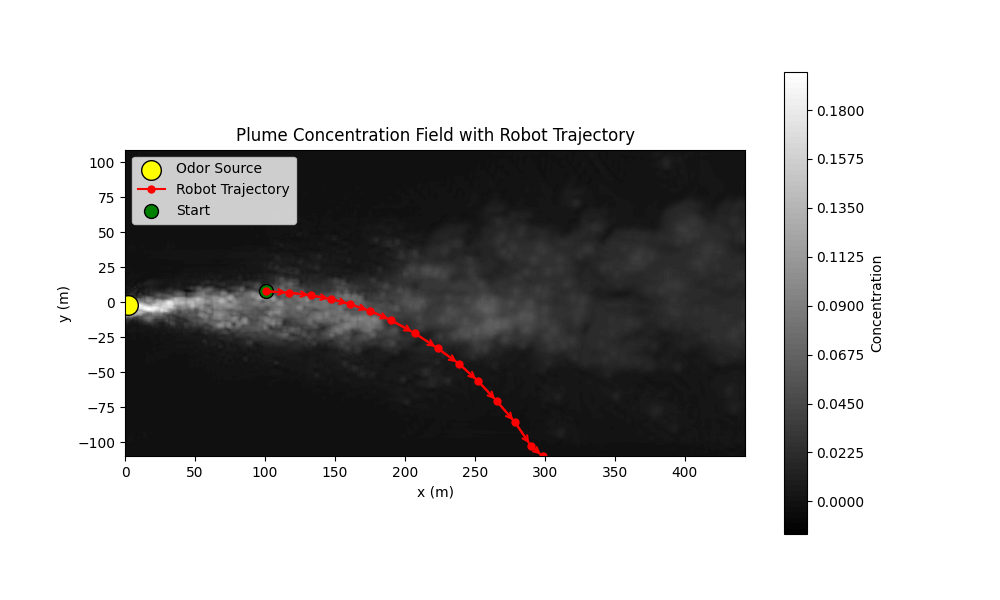 Plume Concentration Field with Robot Trajectory
Odor Source
Robot Trajectory
Start
100
75
50
25
0
−25
−50
−75
−100
y (m)
0 50 100 150 200 250 300 350 400
x (m)
0.1800
0.1575
0.1350
0.1125
0.0900
0.0675
0.0450
0.0225
0.0000
Concentration